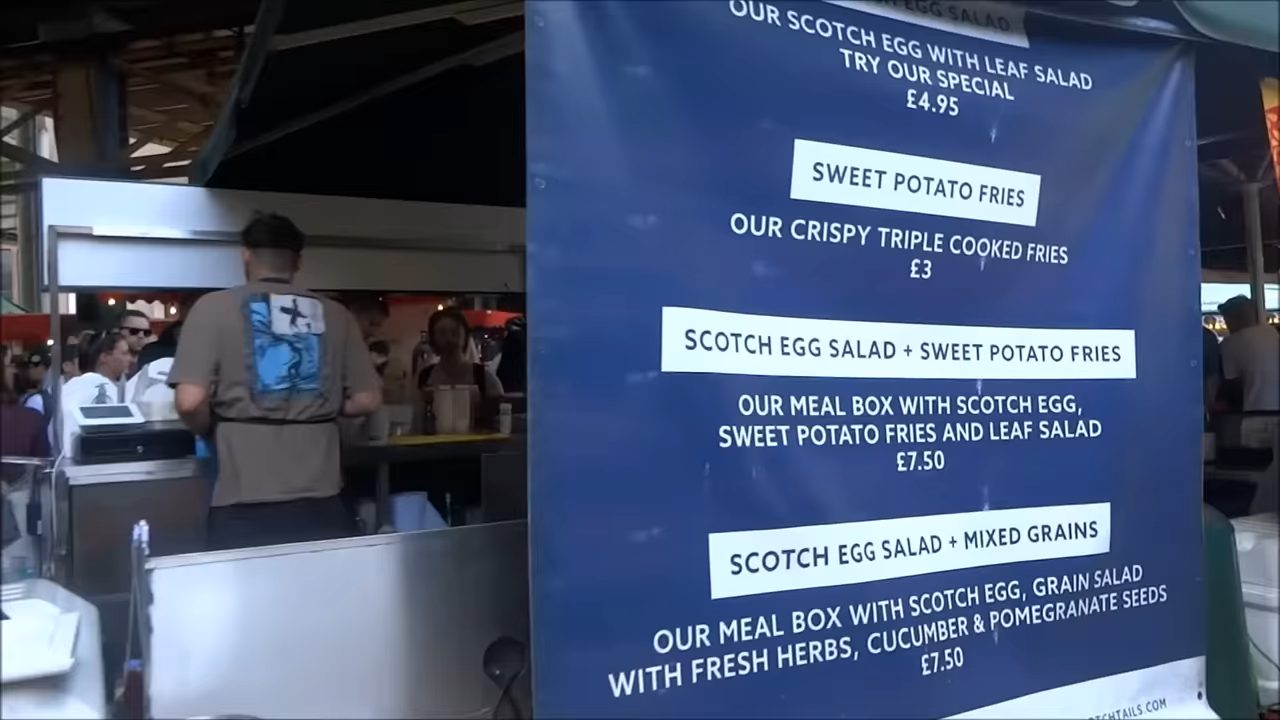 EGG SALAD
OUR SCOTCH EGG WITH LEAF SALAD
TRY OUR SPECIAL
£4.95
SWEET POTATO FRIES
OUR CRISPY TRIPLE COOKED FRIES
£3
SCOTCH EGG SALAD + SWEET POTATO FRIES
OUR MEAL BOX WITH SCOTCH EGG,
SWEET POTATO FRIES AND LEAF SALAD
£7.50
SCOTCH EGG SALAD + MIXED GRAINS
OUR MEAL BOX WITH SCOTCH EGG, GRAIN SALAD
WITH FRESH HERBS, CUCUMBER & POMEGRANATE SEEDS
£7.50